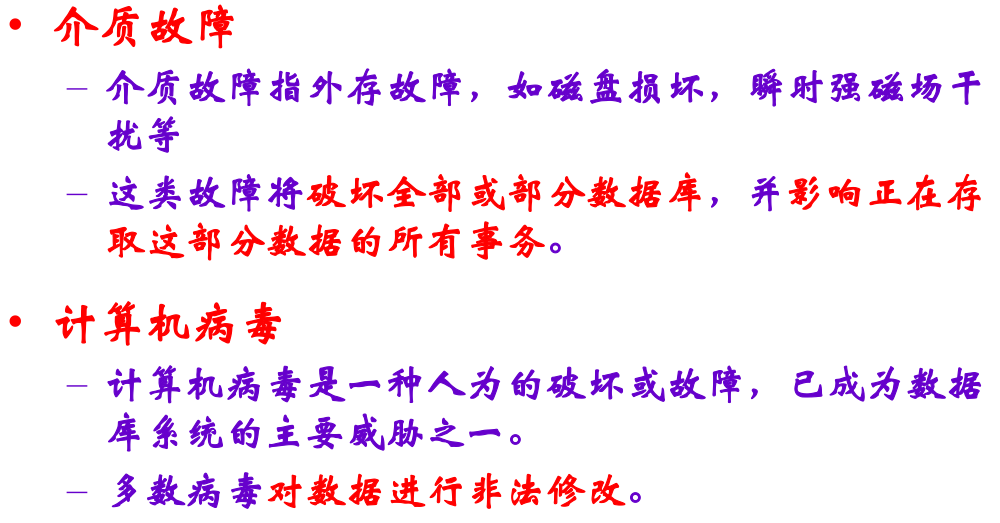 • 介质故障
– 介质故障指外存故障，如磁盘损坏，瞬时强磁场干
扰等
– 这类故障将破坏全部或部分数据库，并影响正在存
取这部分数据的所有事务。
• 计算机病毒
– 计算机病毒是一种人为的破坏或故障，已成为数据
库系统的主要威胁之一。
– 多数病毒对数据进行非法修改。